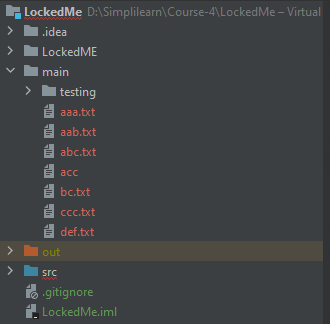 LockedMe D:\Simplilearn\Course-4\LockedMe – Virtual
.idea
LockedME
main
testing
aaa.txt
aab.txt
abc.txt
acc
bc.txt
ccc.txt
def.txt
out
src
.gitignore
LockedMe.iml